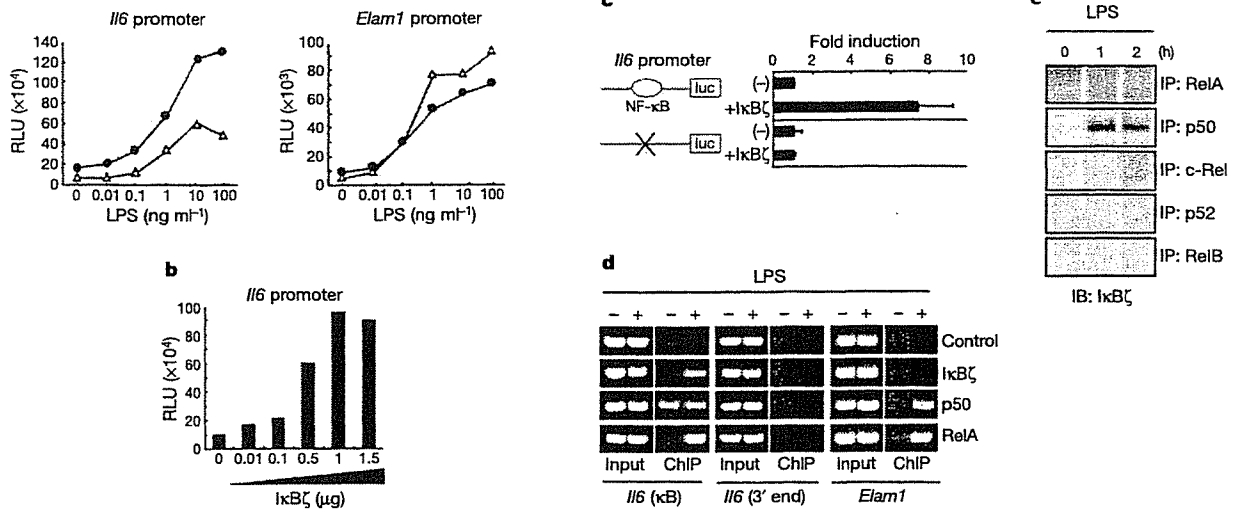 Il6 promoter
140
120
100
80
60
40
20
0
RLU (×10⁴)
0 0.01 0.1 1 10 100
LPS (ng ml⁻¹)
Elam1 promoter
100
80
60
40
20
0
RLU (×10³)
0 0.01 0.1 1 10 100
LPS (ng ml⁻¹)
b
Il6 promoter
100
80
60
40
20
0
RLU (×10⁴)
0 0.01 0.1 0.5 1 1.5
IκBζ (μg)
Fold induction
0 2 4 6 8 10
Il6 promoter
luc
NF-κB
(–)
+IκBζ
luc
(–)
+IκBζ
d
LPS
– + – + – + – + – + – +
Control
IκBζ
p50
RelA
Input ChIP Input ChIP Input ChIP
Il6 (κB) Il6 (3′ end) Elam1
LPS
0 1 2 (h)
IP: RelA
IP: p50
IP: c-Rel
IP: p52
IP: RelB
IB: IκBζ